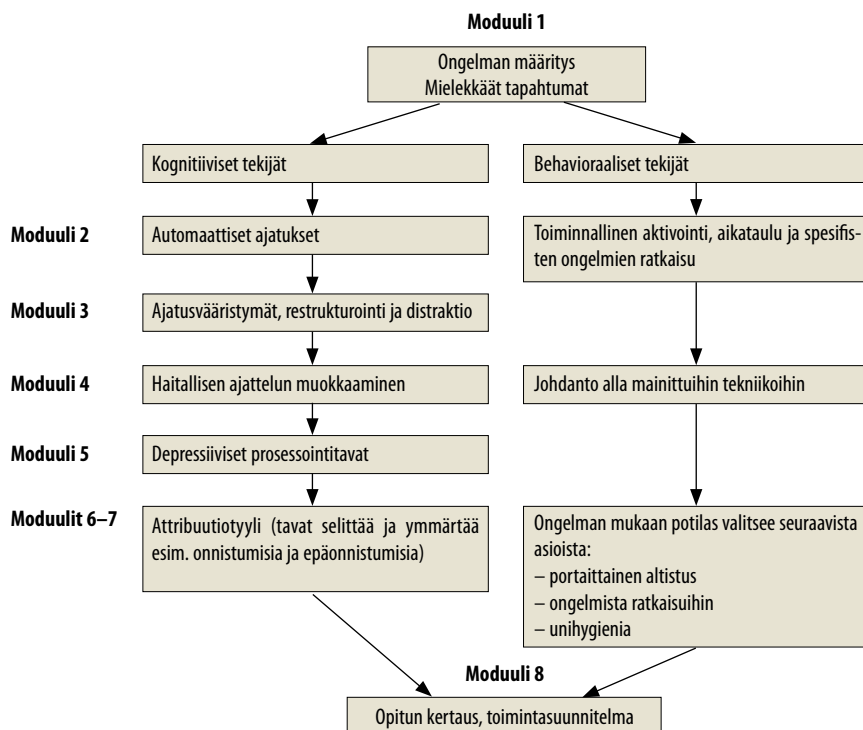 Moduuli 1
Ongelman määritys
Mielekkäät tapahtumat
Kognitiiviset tekijät
Behavioraaliset tekijät
Moduuli 2
Automaattiset ajatukset
Toiminnallinen aktivointi, aikataulu ja spesifis-
ten ongelmien ratkaisu
Moduuli 3
Ajatusvääristymät, restrukturointi ja distraktio
Moduuli 4
Haitallisen ajattelun muokkaaminen
Johdanto alla mainittuihin tekniikoihin
Moduuli 5
Depressiiviset prosessointitavat
Moduulit 6–7
Attribuutiotyyli (tavat selittää ja ymmärtää
esim. onnistumisia ja epäonnistumisia)
Ongelman mukaan potilas valitsee seuraavista
asioista:
– portaittainen altistus
– ongelmista ratkaisuihin
– unihygienia
Moduuli 8
Opitun kertaus, toimintasuunnitelma